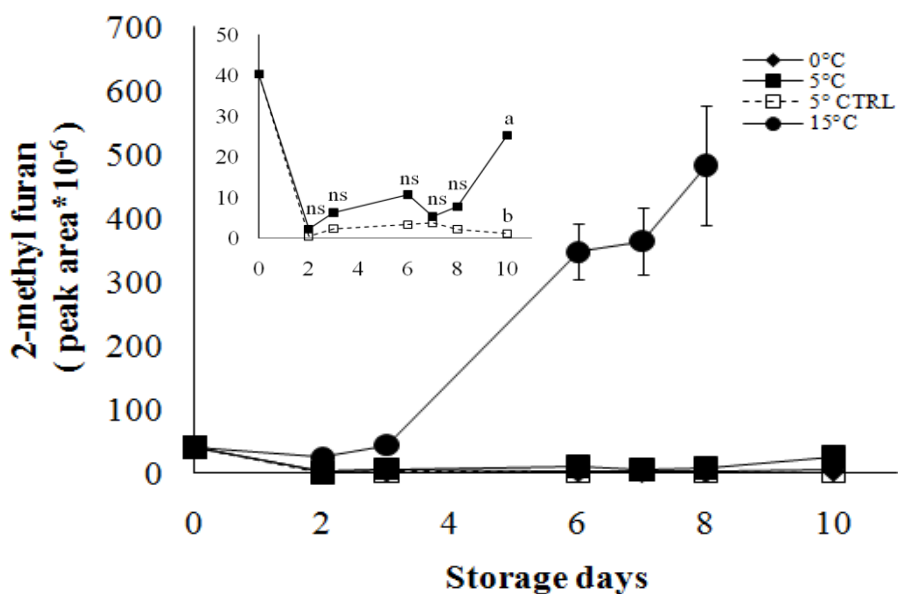 700
600
500
400
300
200
100
0
0 2 4 6 8 10
Storage days
2-methyl furan
( peak area*10-6)
50
40
30
20
10
0
0 2 4 6 8 10
ns ns ns ns ns a
b
0°C
5°C
5° CTRL
15°C